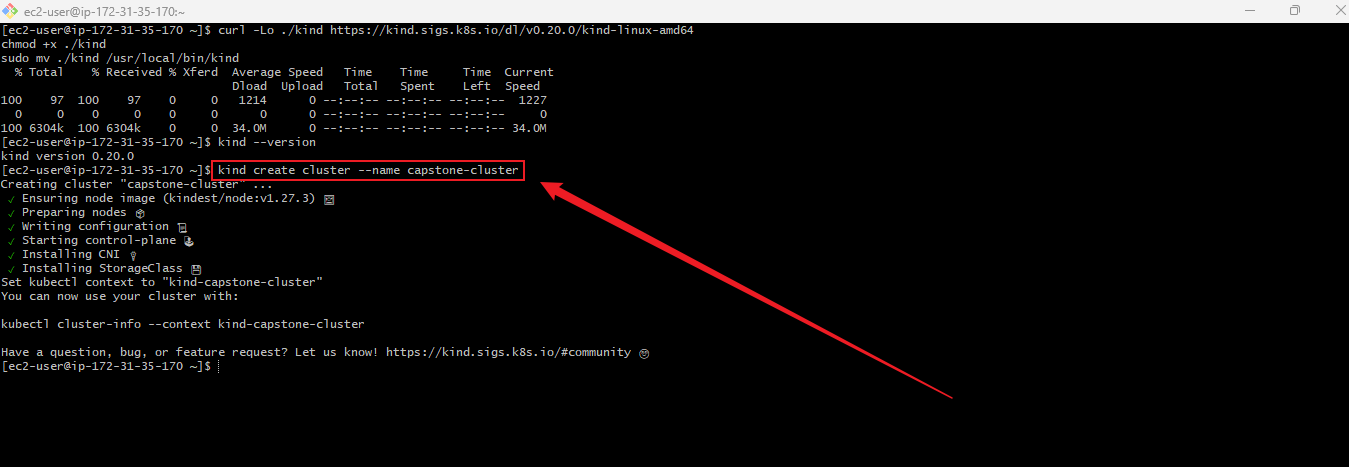 ec2-user@ip-172-31-35-170:~
[ec2-user@ip-172-31-35-170 ~]$ curl -Lo ./kind https://kind.sigs.k8s.io/dl/v0.20.0/kind-linux-amd64
chmod +x ./kind
sudo mv ./kind /usr/local/bin/kind
  % Total    % Received % Xferd  Average Speed   Time    Time     Time  Current
                                 Dload  Upload   Total   Spent    Left  Speed
100    97  100    97    0     0   1214      0 --:--:-- --:--:-- --:--:--  1227
  0     0    0     0    0     0      0      0 --:--:-- --:--:-- --:--:--     0
100 6304k  100 6304k    0     0  34.0M      0 --:--:-- --:--:-- --:--:-- 34.0M
[ec2-user@ip-172-31-35-170 ~]$ kind --version
kind version 0.20.0
[ec2-user@ip-172-31-35-170 ~]$ kind create cluster --name capstone-cluster
Creating cluster "capstone-cluster" ...
 ✓ Ensuring node image (kindest/node:v1.27.3) 🖼
 ✓ Preparing nodes 📦
 ✓ Writing configuration 📜
 ✓ Starting control-plane 🕹️
 ✓ Installing CNI 🔌
 ✓ Installing StorageClass 💾
Set kubectl context to "kind-capstone-cluster"
You can now use your cluster with:
kubectl cluster-info --context kind-capstone-cluster
Have a question, bug, or feature request? Let us know! https://kind.sigs.k8s.io/#community 🙂
[ec2-user@ip-172-31-35-170 ~]$